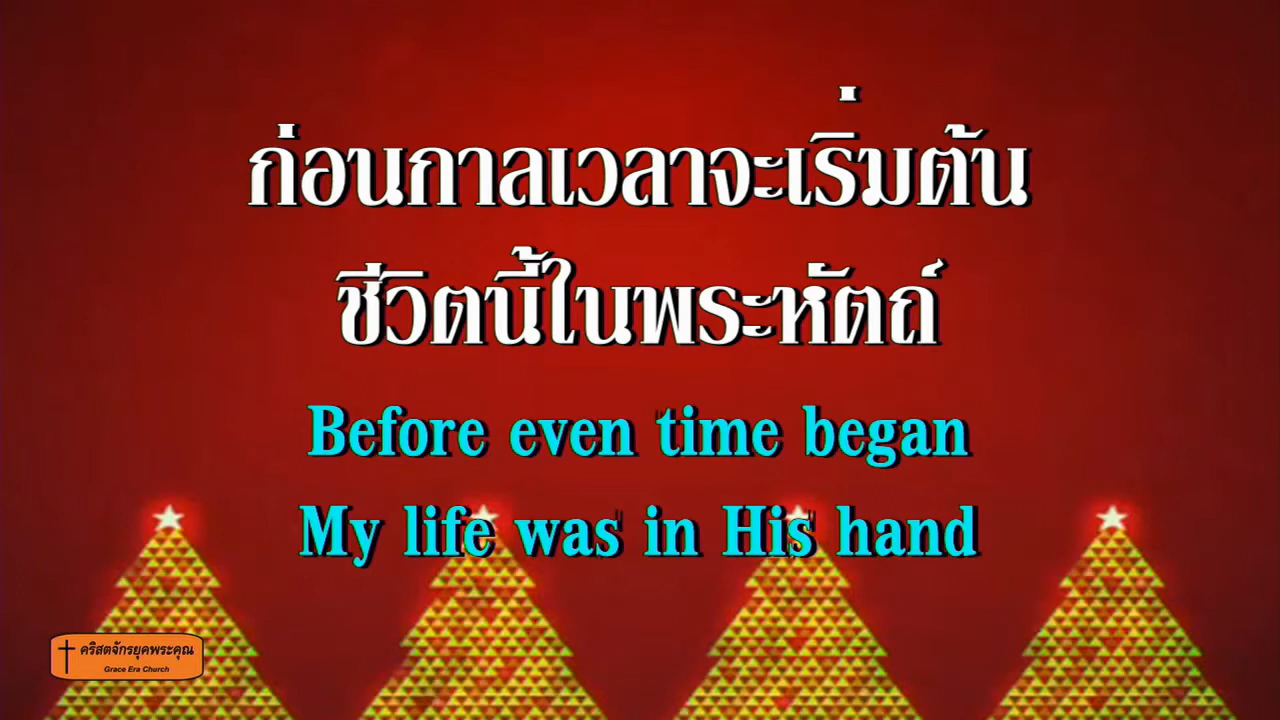 ก่อนกาลเวลาจะเริ่มต้น
ชีวิตนี้ในพระหัตถ์
Before even time began
My life was in His hand
คริสตจักรยุคพระคุณ
Grace Era Church